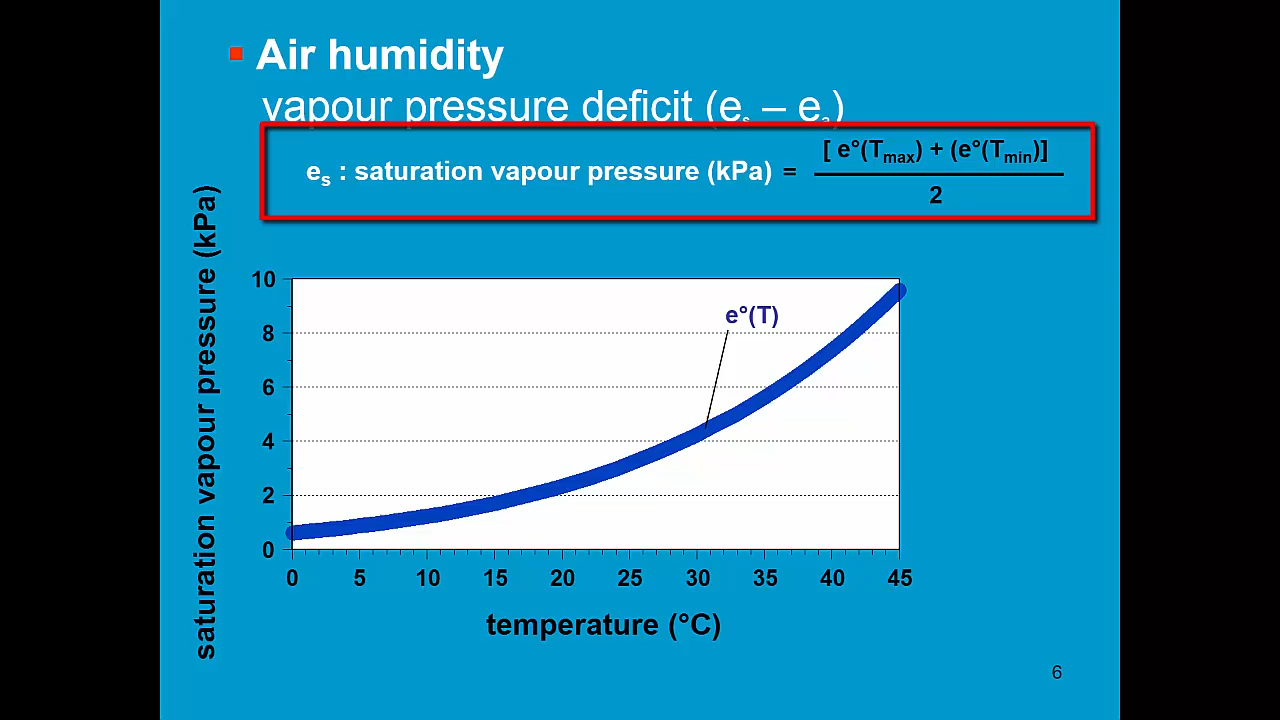 Air humidity
vapour pressure deficit (es – ea)
es : saturation vapour pressure (kPa) = [ e°(Tmax) + (e°(Tmin)]
2
saturation vapour pressure (kPa)
10
8
6
4
2
0
e°(T)
0 5 10 15 20 25 30 35 40 45
temperature (°C)
6